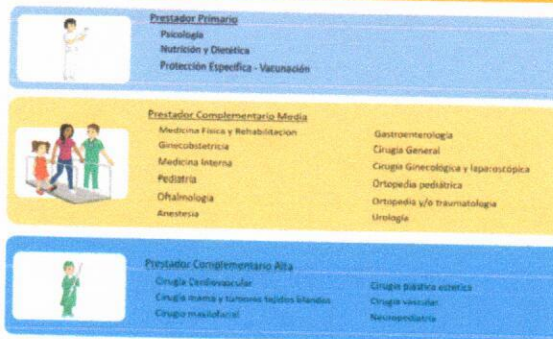 Prestador Primario
Psicología
Nutrición y Dietética
Protección Específica - Vacunación
Prestador Complementario Media
Medicina Física y Rehabilitación
Ginecobstetricia
Medicina Interna
Pediatría
Oftalmología
Anestesia
Gastroenterología
Cirugía General
Cirugía Ginecológica y laparoscópica
Ortopedia pediátrica
Ortopedia y/o traumatología
Urología
Prestador Complementario Alta
Cirugía Cardiovascular
Cirugía mama y tumores tejidos blandos
Cirugía maxilofacial
Cirugía plástica estética
Cirugía vascular
Neuropediatría